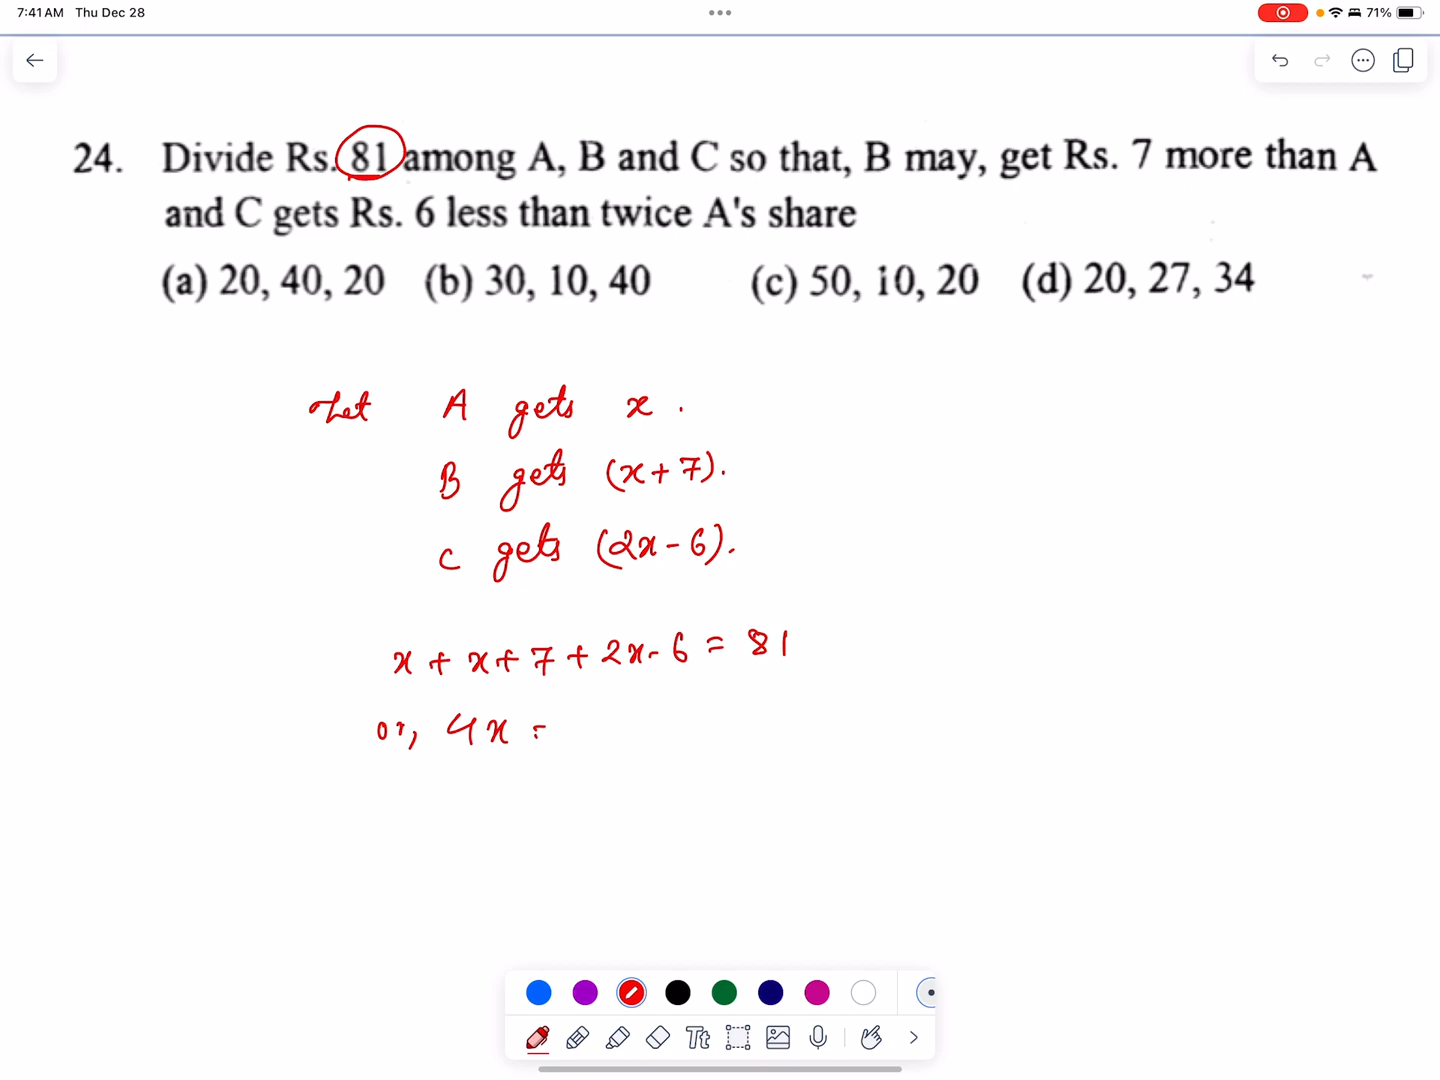 7:41 AM Thu Dec 28
71%
24. Divide Rs. 81 among A, B and C so that, B may, get Rs. 7 more than A
and C gets Rs. 6 less than twice A's share
(a) 20, 40, 20 (b) 30, 10, 40 (c) 50, 10, 20 (d) 20, 27, 34
Let A gets x .
B gets (x + 7).
C gets (2x - 6).
x + x + 7 + 2x - 6 = 81
or, 4x =
Tt